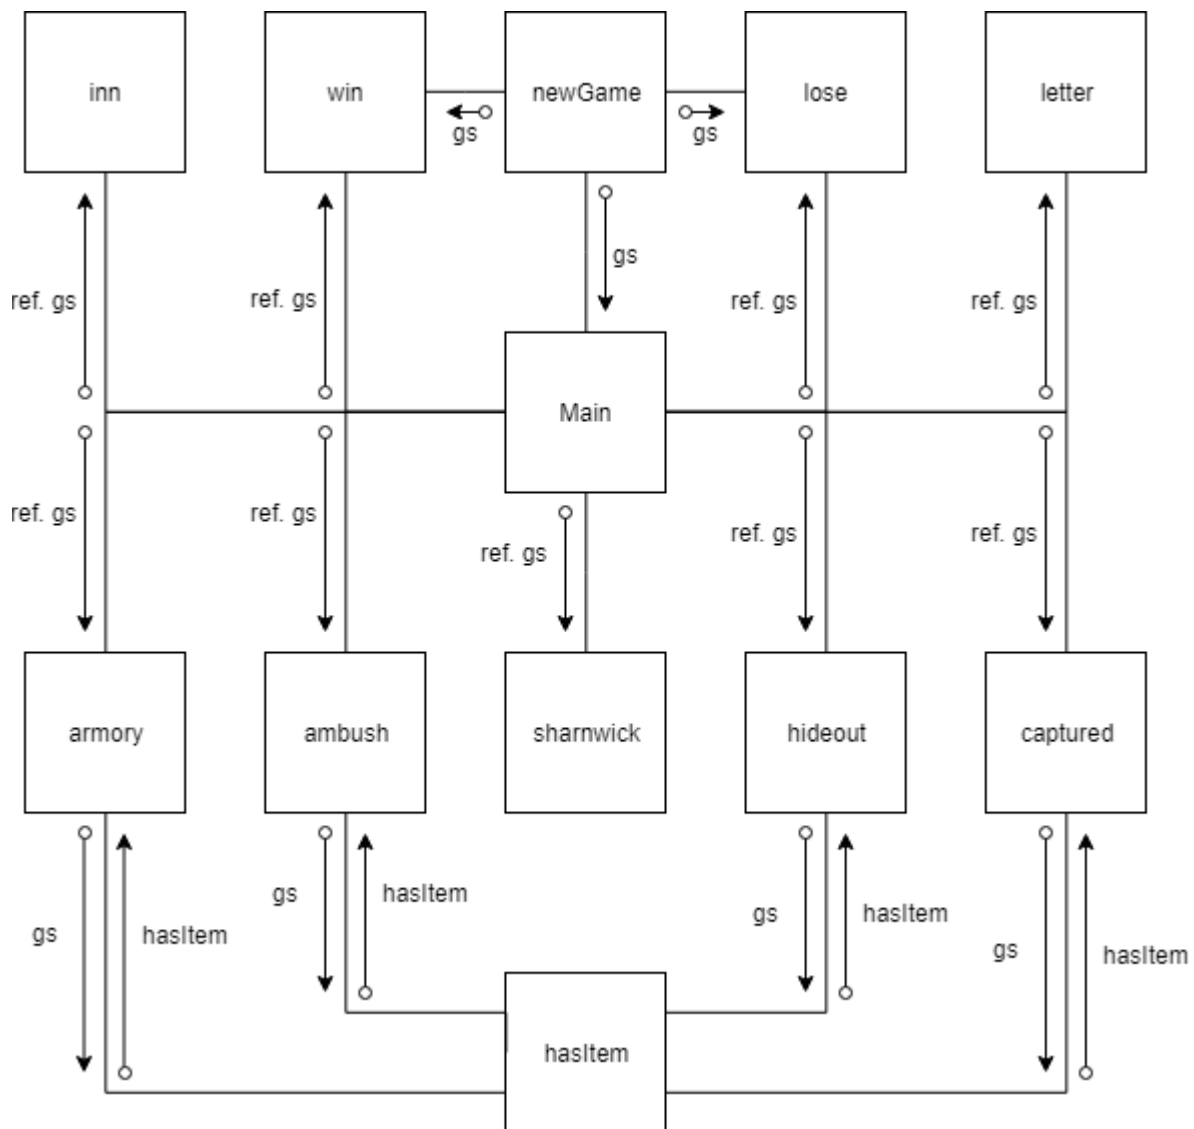 inn
win
newGame
lose
letter
gs
gs
gs
ref. gs
ref. gs
ref. gs
ref. gs
Main
ref. gs
ref. gs
ref. gs
ref. gs
ref. gs
armory
ambush
sharnwick
hideout
captured
gs
hasItem
gs
hasItem
gs
hasItem
gs
hasItem
hasItem